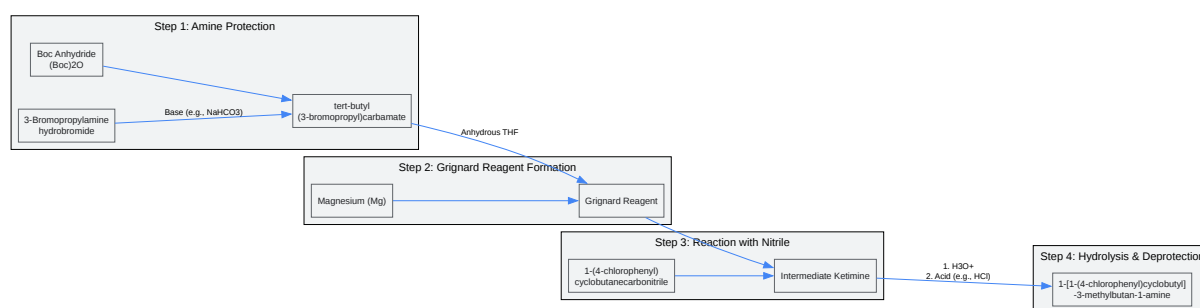 Step 1: Amine Protection
Boc Anhydride
(Boc)2O
3-Bromopropylamine
hydrobromide
Base (e.g., NaHCO3)
tert-butyl
(3-bromopropyl)carbamate
Anhydrous THF
Step 2: Grignard Reagent Formation
Magnesium (Mg)
Grignard Reagent
Step 3: Reaction with Nitrile
1-(4-chlorophenyl)
cyclobutanecarbonitrile
Intermediate Ketimine
1. H3O+
2. Acid (e.g., HCl)
Step 4: Hydrolysis & Deprotection
1-[1-(4-chlorophenyl)cyclobutyl]
-3-methylbutan-1-amine